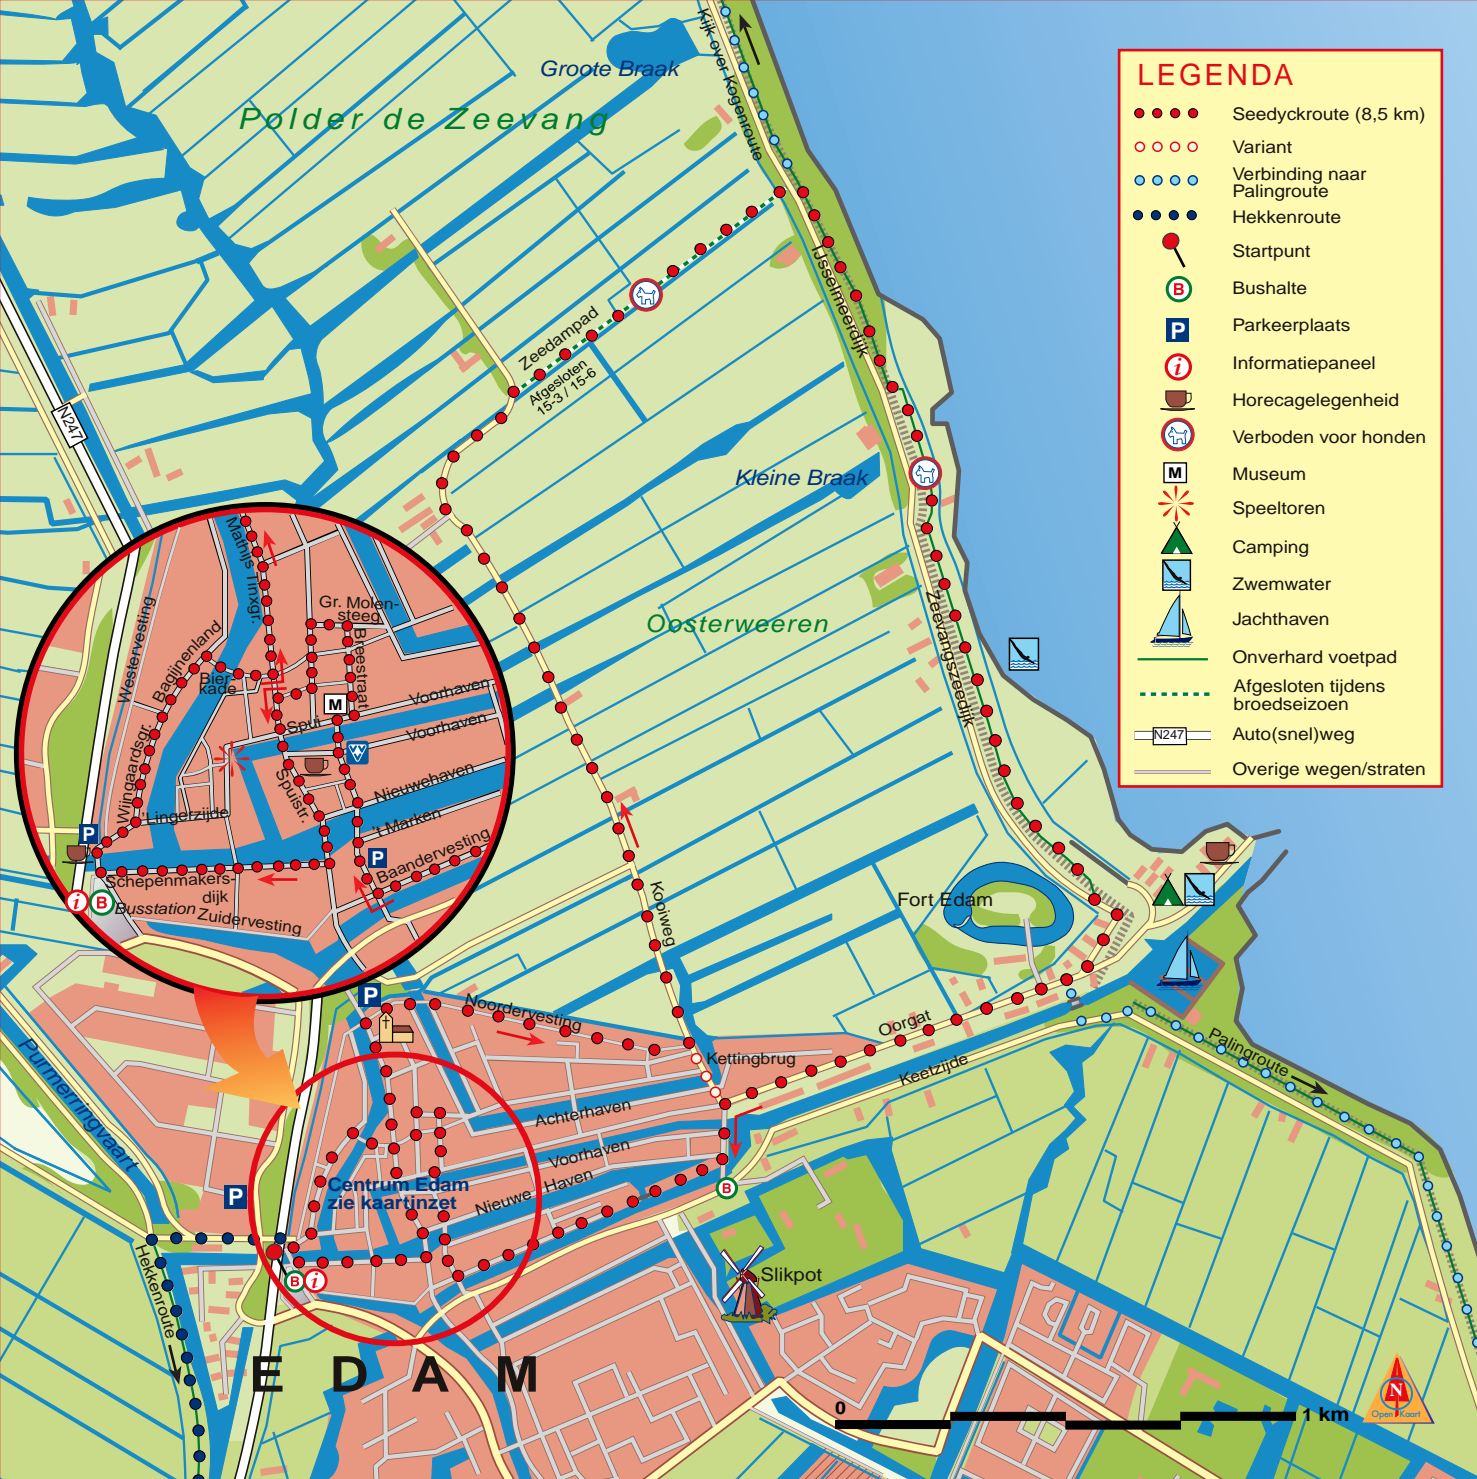 Kijk over Kogenroute
Groote Braak
Polder de Zeevang
LEGENDA
Seedyckroute (8,5 km)
Variant
Verbinding naar
Palingroute
Hekkenroute
Startpunt
B
Bushalte
P
Parkeerplaats
i
Informatiepaneel
Horecagelegenheid
Verboden voor honden
M
Museum
Speeltoren
Camping
Zwemwater
Jachthaven
Onverhard voetpad
Afgesloten tijdens
broedseizoen
N247
Auto(snel)weg
Overige wegen/straten
IJsselmeerdijk
Zeedampad
Afgesloten
15-3 / 15-6
N247
Kleine Braak
Oosterweeren
Zeevangszeedijk
Mathijs Tinxgr.
Gr. Molen-
steeg
Breestraat
Westervesting
Bagijnenland
Bier-
kade
M
Voorhaven
Voorhaven
Spui
Spuistr.
Nieuwehaven
't Marken
Wijngaardsgr.
'Lingerzijde
P
P
Baandervesting
Schepenmakers-
dijk
i
B
Busstation
Zuidervesting
Kooiweg
Fort Edam
P
Noordervesting
Oorgat
Kettingbrug
Keetzijde
Palingroute
Purmerringvaart
Achterhaven
Voorhaven
Nieuwe Haven
Centrum Edam
zie kaartinzet
P
B
Hekkenroute
B
i
Slikpot
EDAM
0
1 km
N
Open Kaart